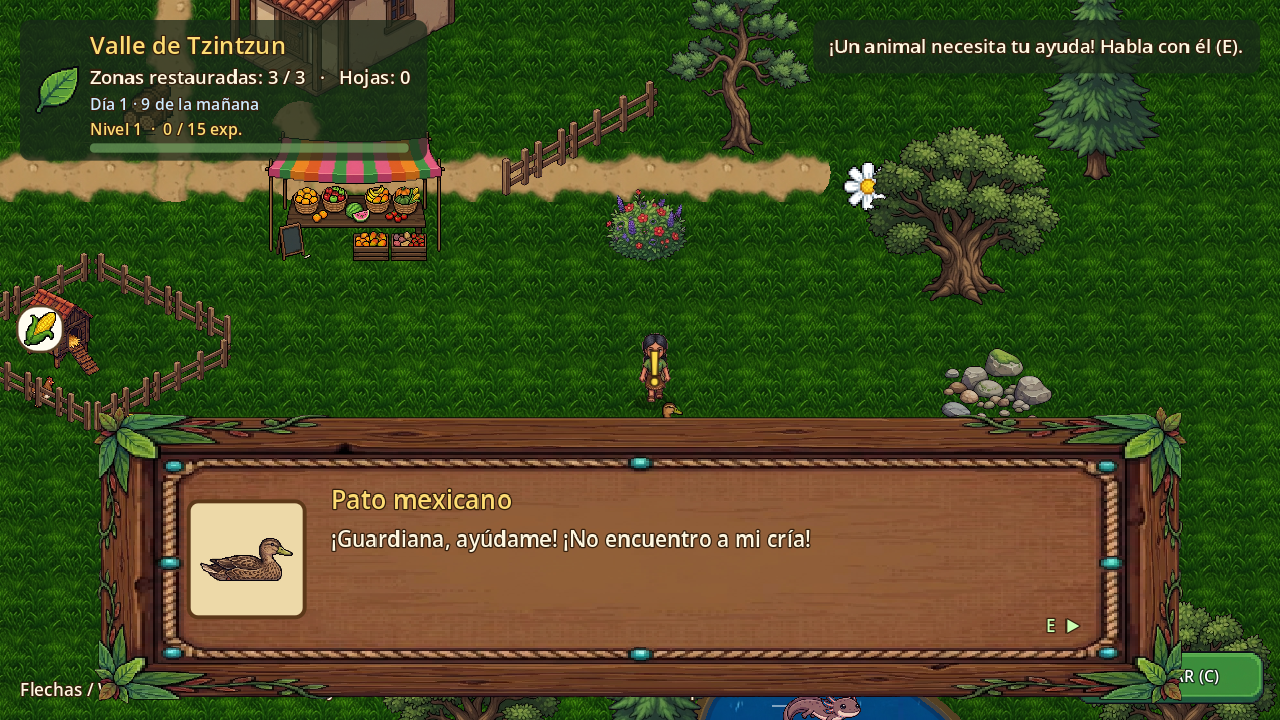 Valle de Tzintzun
Zonas restauradas: 3 / 3 · Hojas: 0
Día 1 · 9 de la mañana
Nivel 1 · 0 / 15 exp.
¡Un animal necesita tu ayuda! Habla con él (E).
Pato mexicano
¡Guardiana, ayúdame! ¡No encuentro a mi cría!
E
Flechas /
(C)